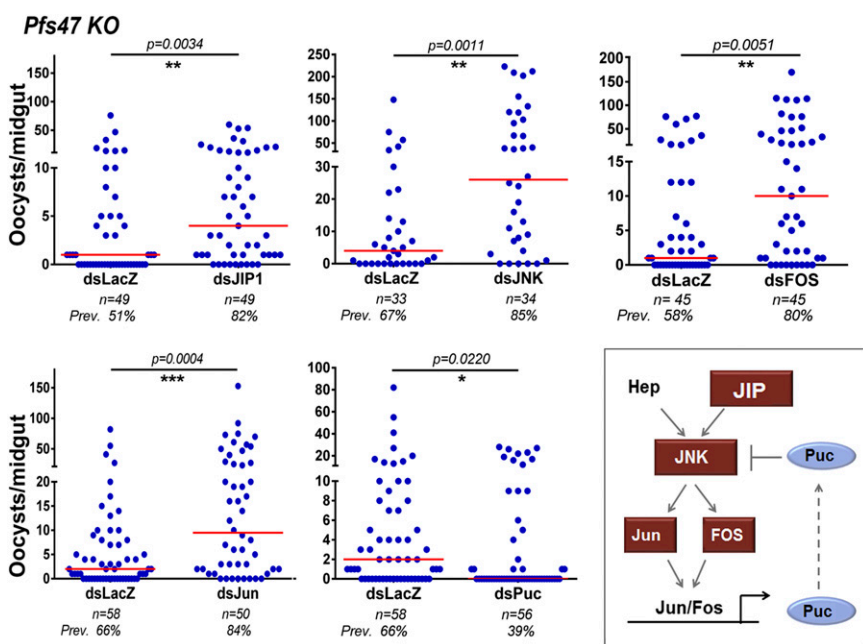 Pfs47 KO
p=0.0034
**
Oocysts/midgut
150
100
50
10
5
0
dsLacZ dsJIP1
n=49 n=49
Prev. 51% 82%
p=0.0011
**
250
200
150
100
50
30
20
10
0
dsLacZ dsJNK
n=33 n=34
Prev. 67% 85%
p=0.0051
**
200
150
100
50
15
10
5
0
dsLacZ dsFOS
n= 45 n=45
Prev. 58% 80%
p=0.0004
***
Oocysts/midgut
150
100
50
20
15
10
5
0
dsLacZ dsJun
n=58 n=50
Prev. 66% 84%
p=0.0220
*
100
80
60
40
20
10
8
6
4
2
0
dsLacZ dsPuc
n=58 n=56
Prev. 66% 39%
Hep JIP
JNK Puc
Jun FOS
Jun/Fos Puc